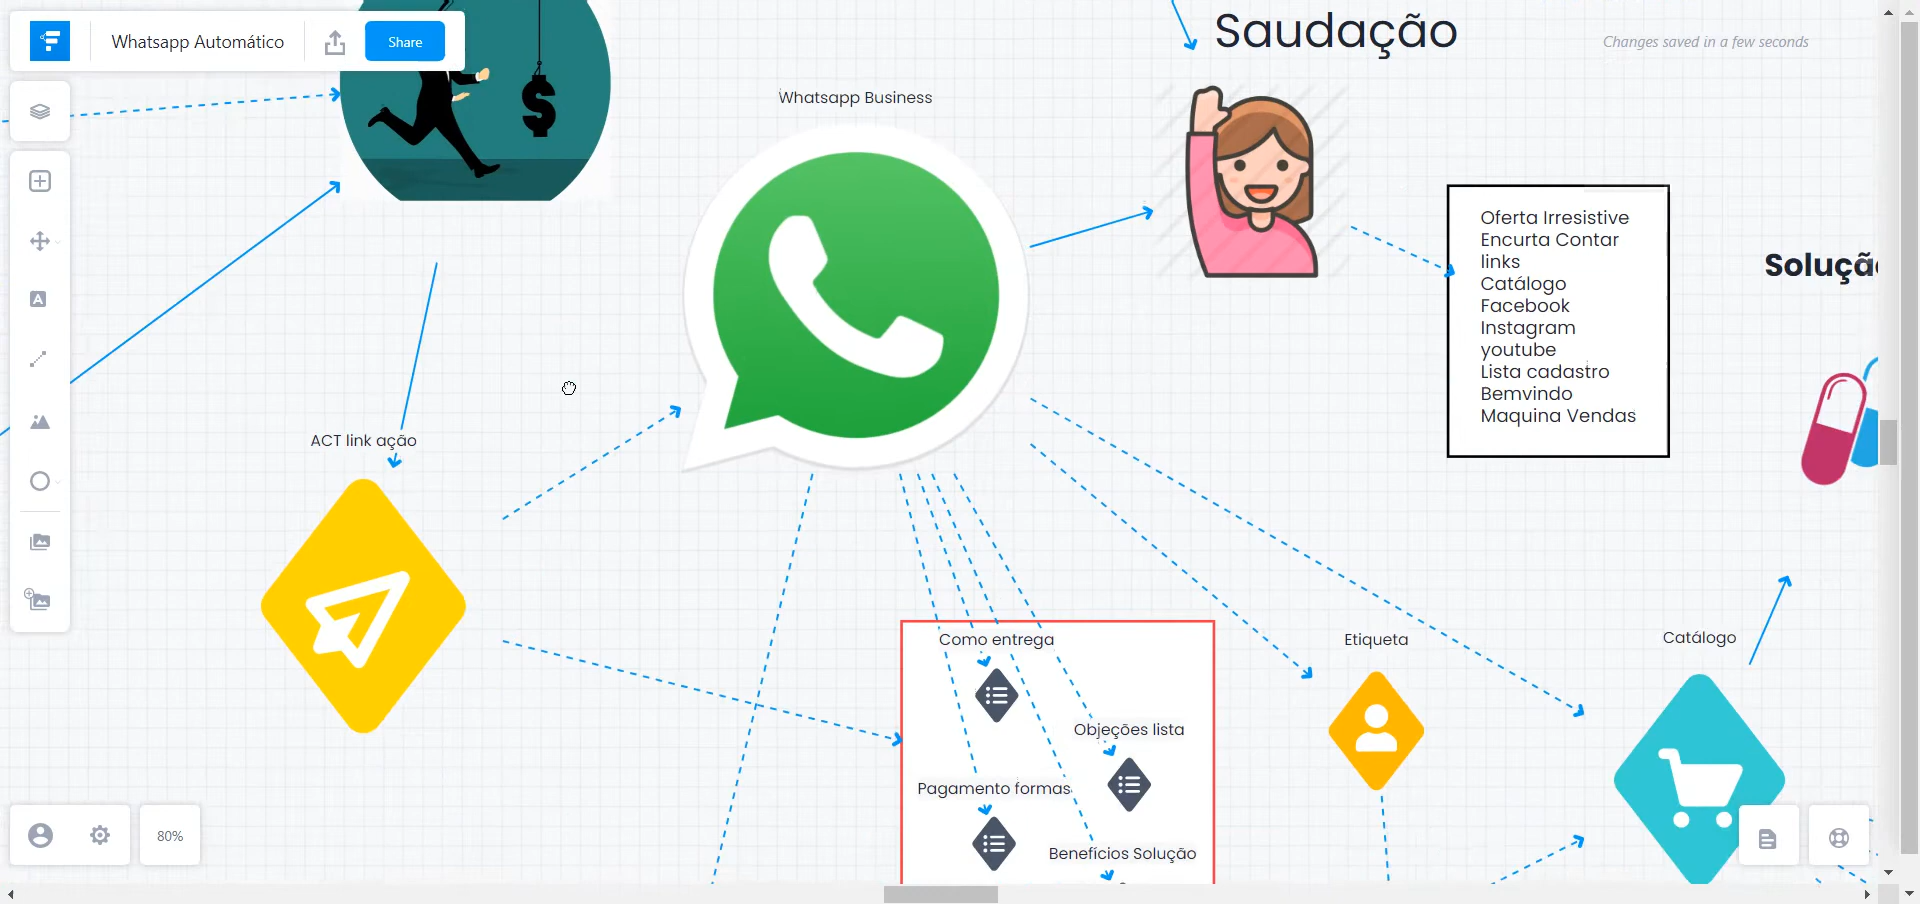 Whatsapp Automático
Share
Saudação
Changes saved in a few seconds
Whatsapp Business
Oferta Irresistive
Encurta Contar
links
Catálogo
Facebook
Instagram
youtube
Lista cadastro
Bemvindo
Maquina Vendas
Soluçã
ACT link ação
Como entrega
Etiqueta
Catálogo
Objeções lista
Pagamento formas
Benefícios Solução
80%